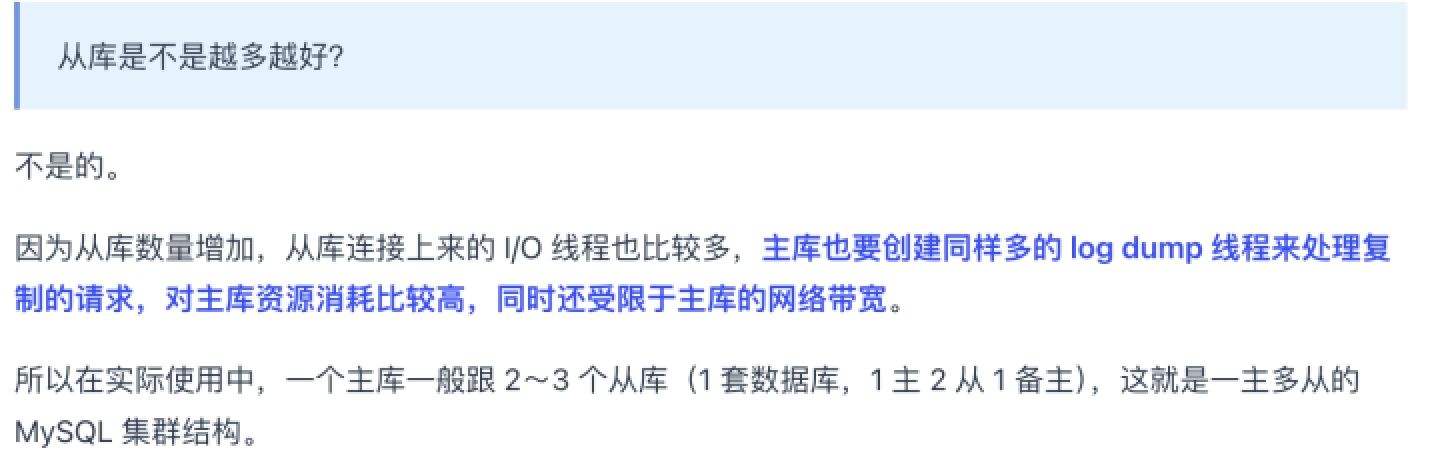 从库是不是越多越好？
不是的。
因为从库数量增加，从库连接上来的 I/O 线程也比较多，主库也要创建同样多的 log dump 线程来处理复
制的请求，对主库资源消耗比较高，同时还受限于主库的网络带宽。
所以在实际使用中，一个主库一般跟 2～3 个从库（1 套数据库，1 主 2 从 1 备主），这就是一主多从的
MySQL 集群结构。